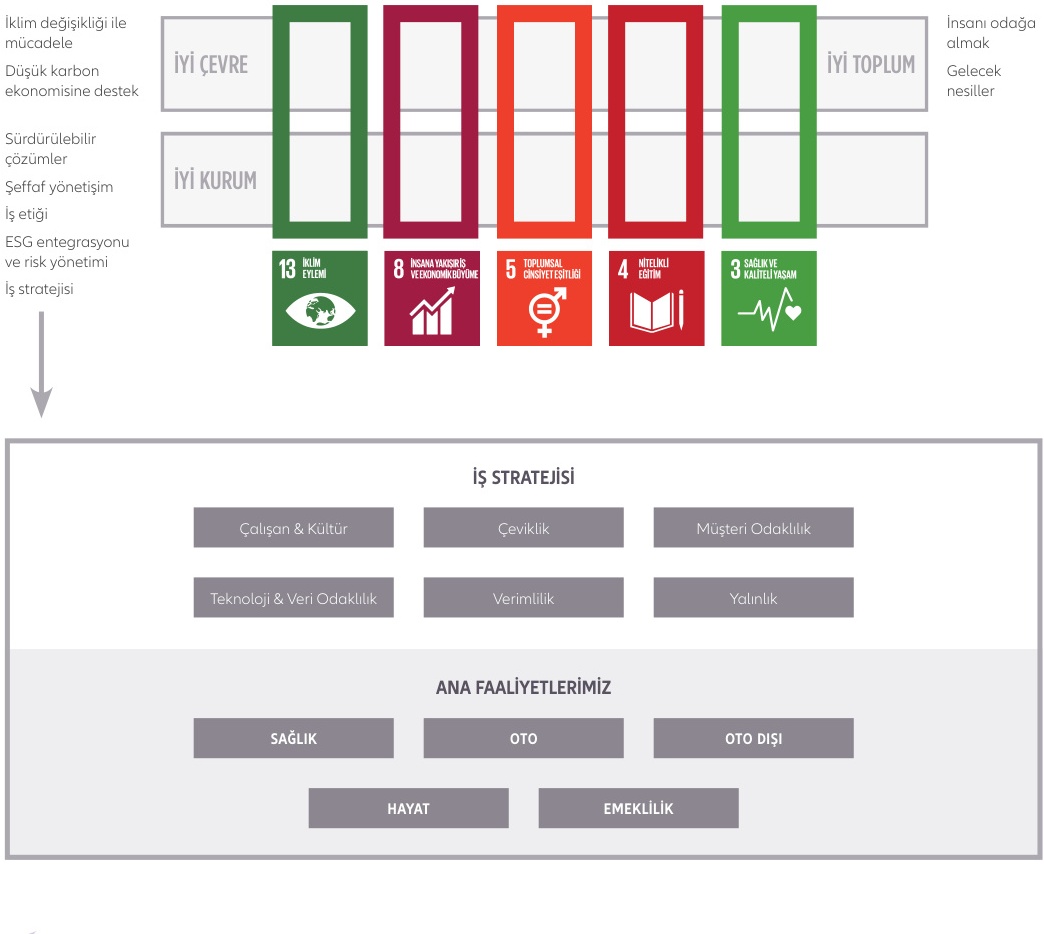 İklim değişikliği ile
mücadele
Düşük karbon
ekonomisine destek
İYİ ÇEVRE
İYİ TOPLUM
İnsanı odağa
almak
Gelecek
nesiller
Sürdürülebilir
çözümler
Şeffaf yönetişim
İş etiği
ESG entegrasyonu
ve risk yönetimi
İş stratejisi
İYİ KURUM
13 İKLİM
EYLEMİ
8 İNSANA YAKIŞIR İŞ
VE EKONOMİK BÜYÜME
5 TOPLUMSAL
CİNSİYET EŞİTLİĞİ
4 NİTELİKLİ
EĞİTİM
3 SAĞLIK VE
KALİTELİ YAŞAM
İŞ STRATEJİSİ
Çalışan & Kültür
Çeviklik
Müşteri Odaklılık
Teknoloji & Veri Odaklılık
Verimlilik
Yalınlık
ANA FAALİYETLERİMİZ
SAĞLIK
OTO
OTO DIŞI
HAYAT
EMEKLİLİK